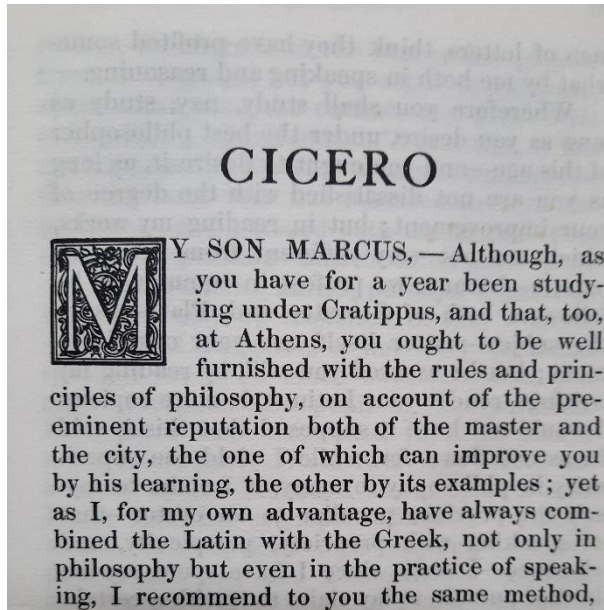 CICERO
MY SON MARCUS,—Although, as
you have for a year been study-
ing under Cratippus, and that, too,
at Athens, you ought to be well
furnished with the rules and prin-
ciples of philosophy, on account of the pre-
eminent reputation both of the master and
the city, the one of which can improve you
by his learning, the other by its examples; yet
as I, for my own advantage, have always com-
bined the Latin with the Greek, not only in
philosophy but even in the practice of speak-
ing, I recommend to you the same method,